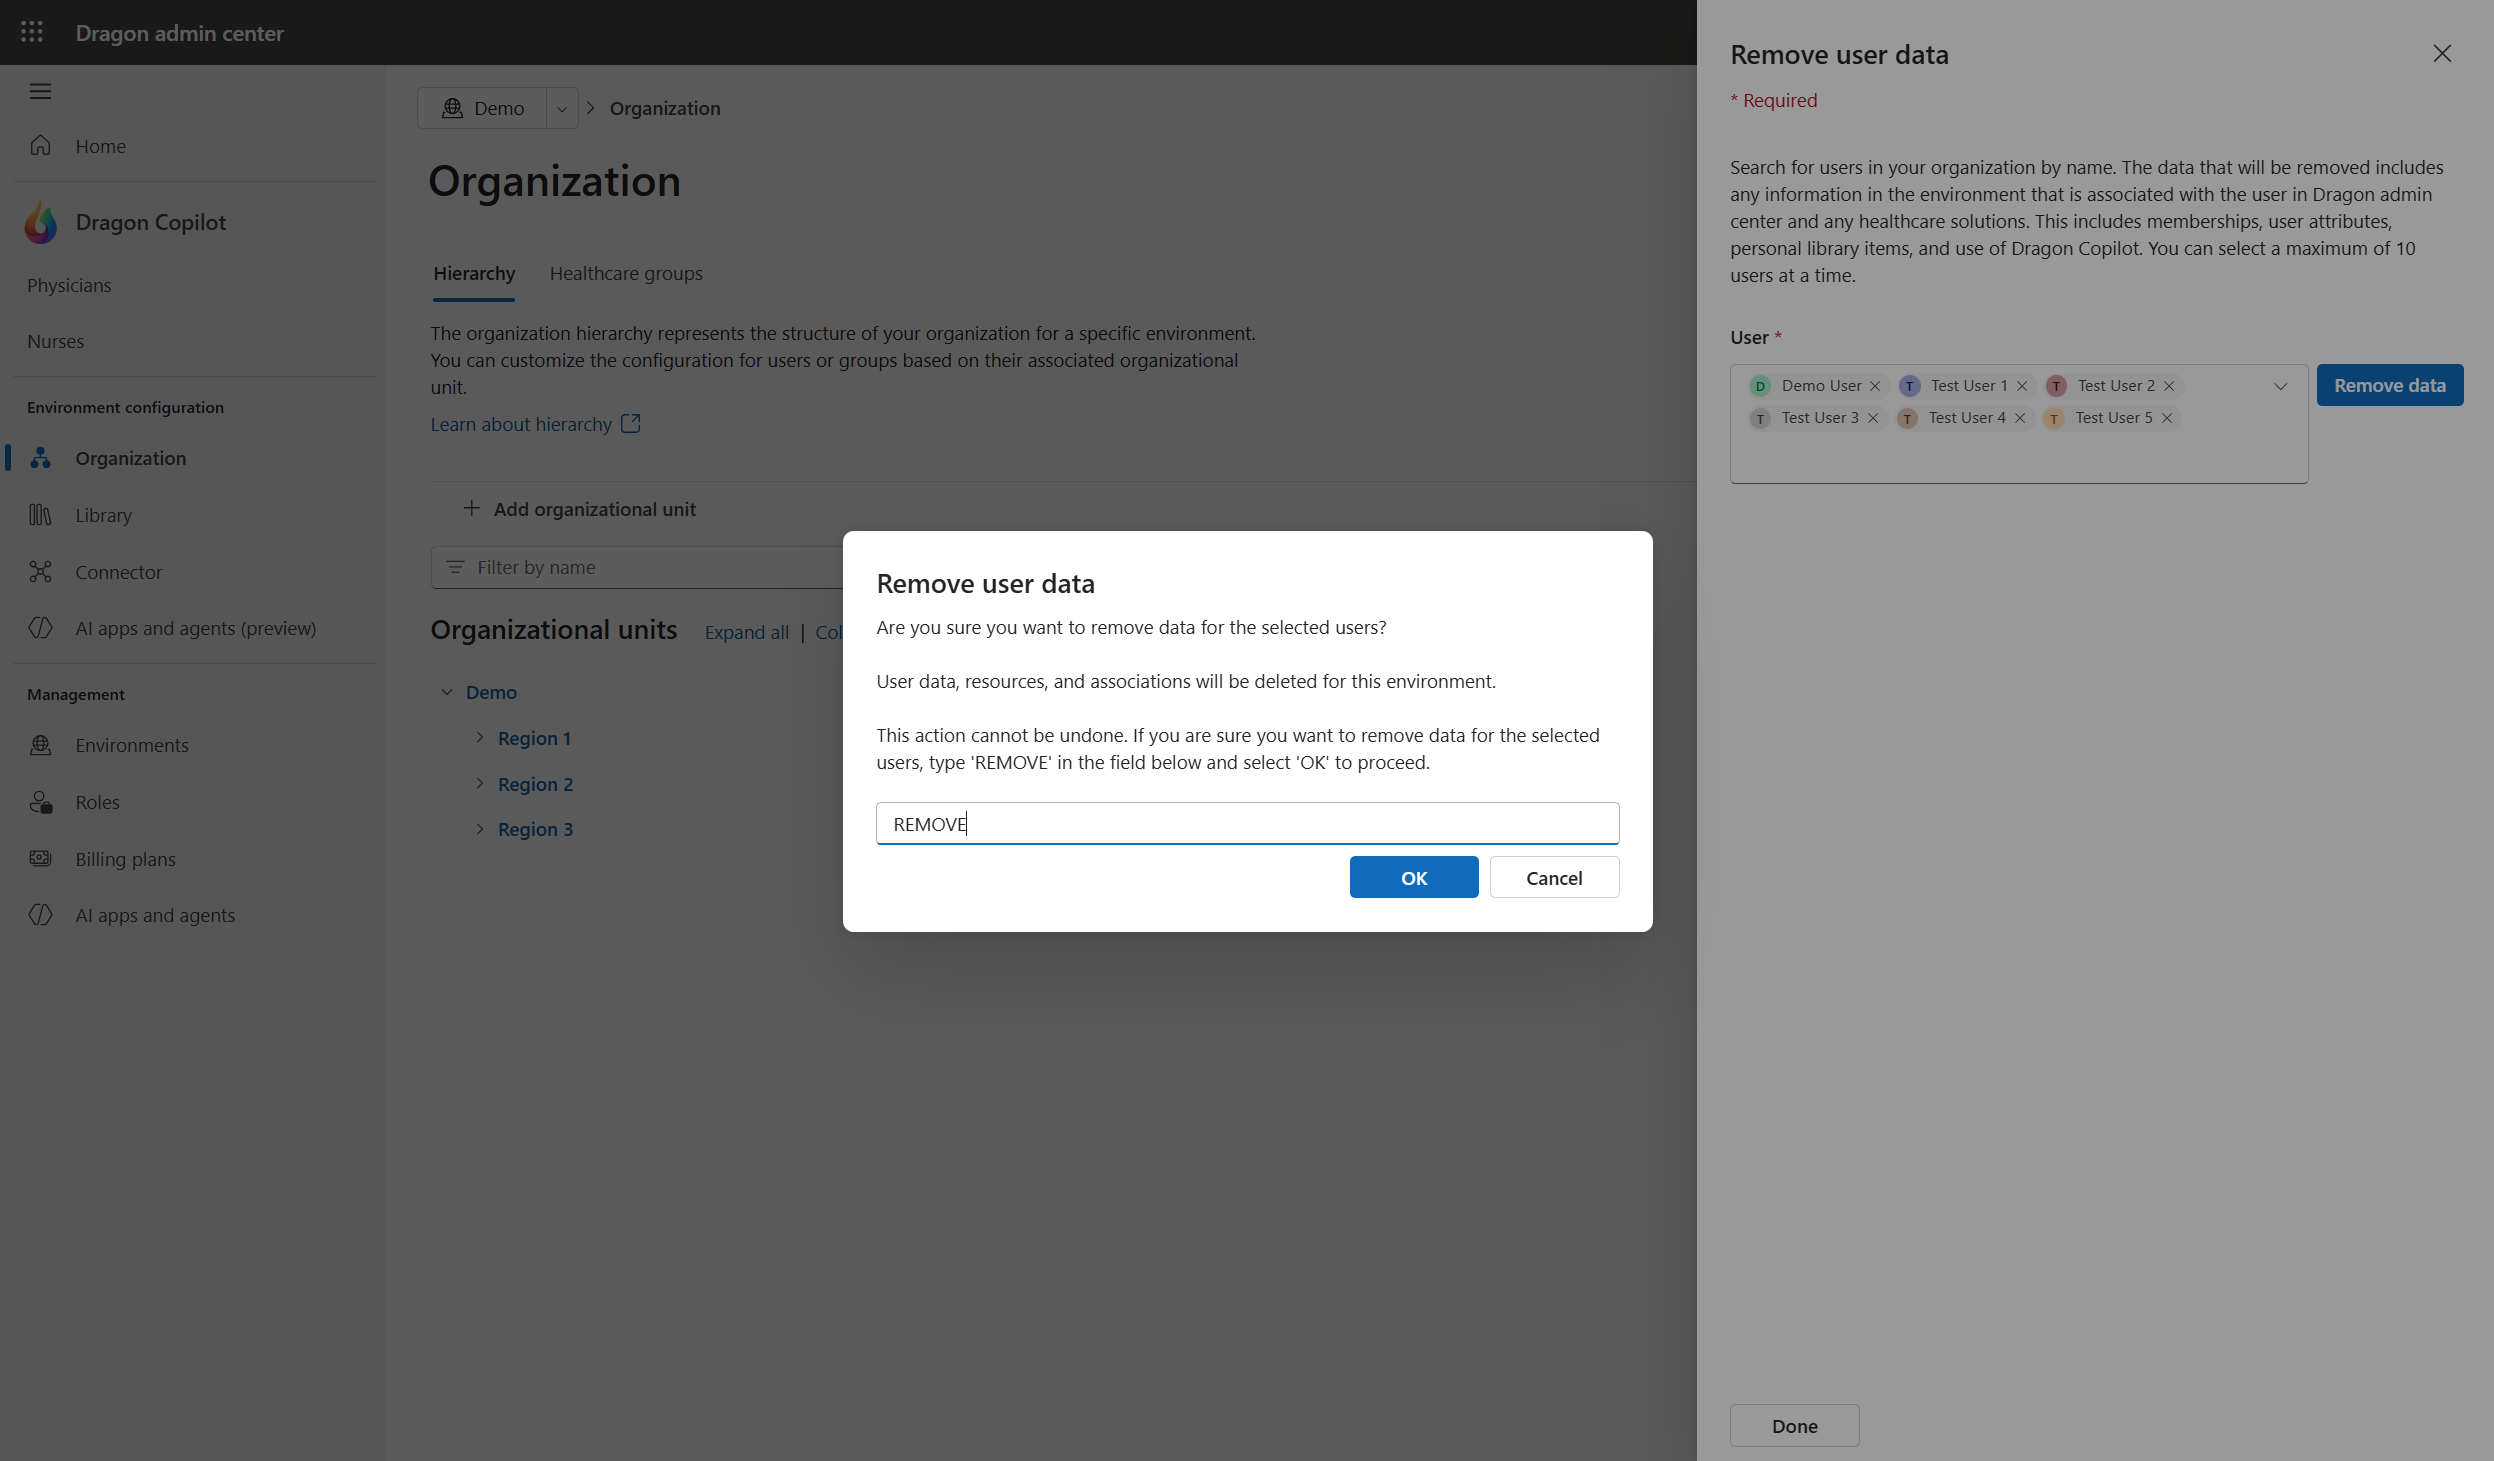 Dragon admin center
Home
Dragon Copilot
Physicians
Nurses
Environment configuration
Organization
Library
Connector
AI apps and agents (preview)
Management
Environments
Roles
Billing plans
AI apps and agents
Demo
Organization
Organization
Hierarchy
Healthcare groups
The organization hierarchy represents the structure of your organization for a specific environment.
You can customize the configuration for users or groups based on their associated organizational
unit.
Learn about hierarchy
Add organizational unit
Filter by name
Organizational units
Expand all | Col
Demo
Region 1
Region 2
Region 3
Remove user data
Are you sure you want to remove data for the selected users?
User data, resources, and associations will be deleted for this environment.
This action cannot be undone. If you are sure you want to remove data for the selected
users, type 'REMOVE' in the field below and select 'OK' to proceed.
REMOVE
OK
Cancel
Remove user data
* Required
Search for users in your organization by name. The data that will be removed includes
any information in the environment that is associated with the user in Dragon admin
center and any healthcare solutions. This includes memberships, user attributes,
personal library items, and use of Dragon Copilot. You can select a maximum of 10
users at a time.
User *
D Demo User T Test User 1 T Test User 2
T Test User 3 T Test User 4 T Test User 5
Remove data
Done